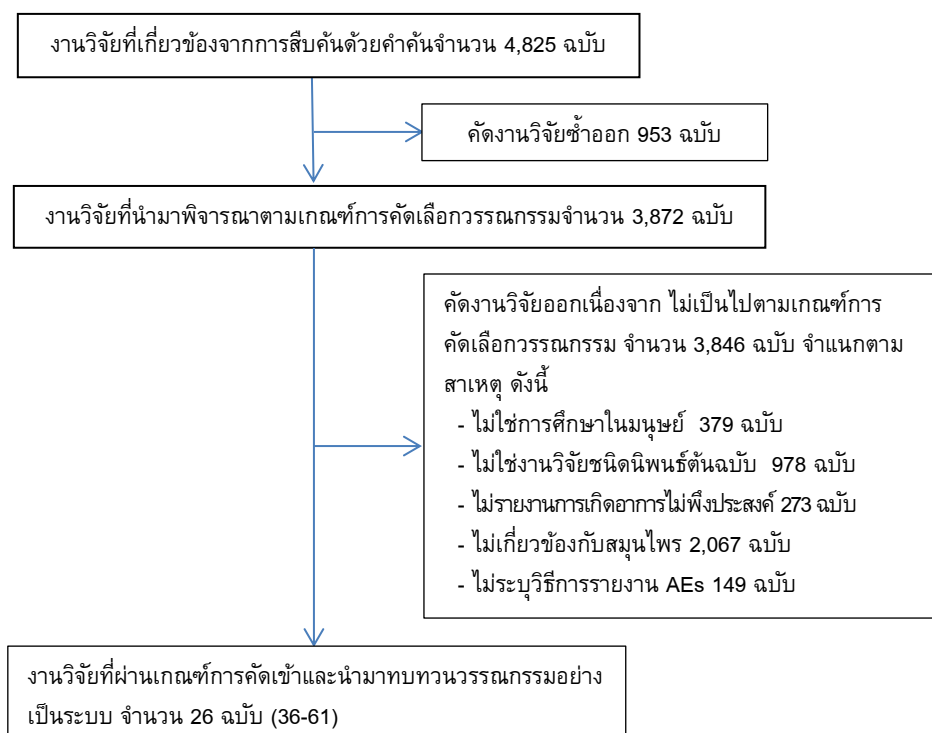 งานวิจัยที่เกี่ยวข้องจากการสืบค้นด้วยคำค้นจำนวน 4,825 ฉบับ
คัดงานวิจัยซ้ำออก 953 ฉบับ
งานวิจัยที่นำมาพิจารณาตามเกณฑ์การคัดเลือกวรรณกรรมจำนวน 3,872 ฉบับ
คัดงานวิจัยออกเนื่องจาก ไม่เป็นไปตามเกณฑ์การ
คัดเลือกวรรณกรรม จำนวน 3,846 ฉบับ จำแนกตาม
สาเหตุ ดังนี้
- ไม่ใช่การศึกษาในมนุษย์ 379 ฉบับ
- ไม่ใช่งานวิจัยชนิดนิพนธ์ต้นฉบับ 978 ฉบับ
- ไม่รายงานการเกิดอาการไม่พึงประสงค์ 273 ฉบับ
- ไม่เกี่ยวข้องกับสมุนไพร 2,067 ฉบับ
- ไม่ระบุวิธีการรายงาน AEs 149 ฉบับ
งานวิจัยที่ผ่านเกณฑ์การคัดเข้าและนำมาทบทวนวรรณกรรมอย่าง
เป็นระบบ จำนวน 26 ฉบับ (36-61)